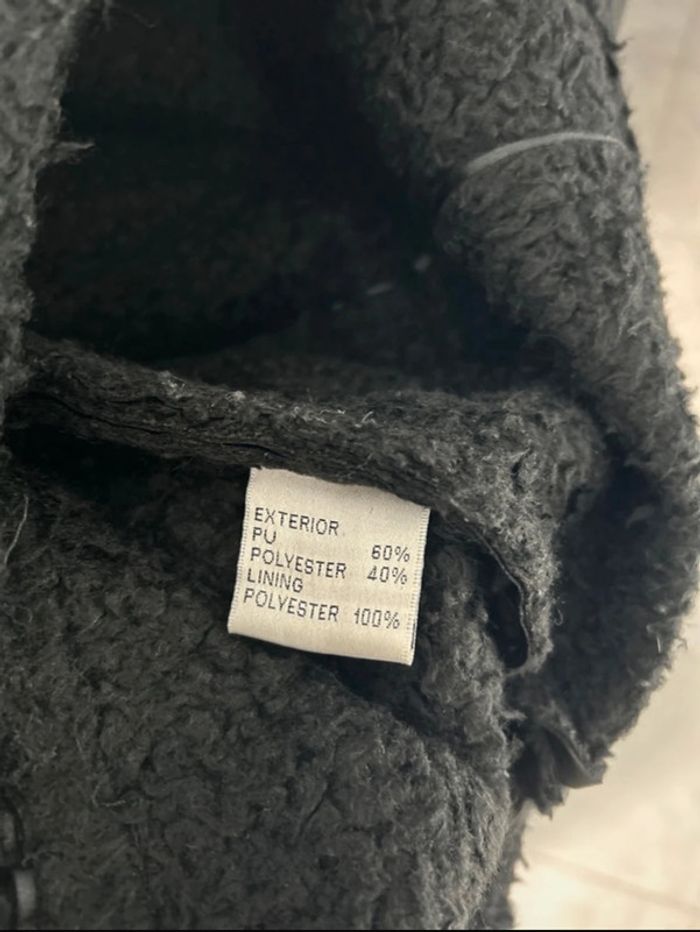 EXTERIOR
PU 60%
POLYESTER 40%
LINING
POLYESTER 100%